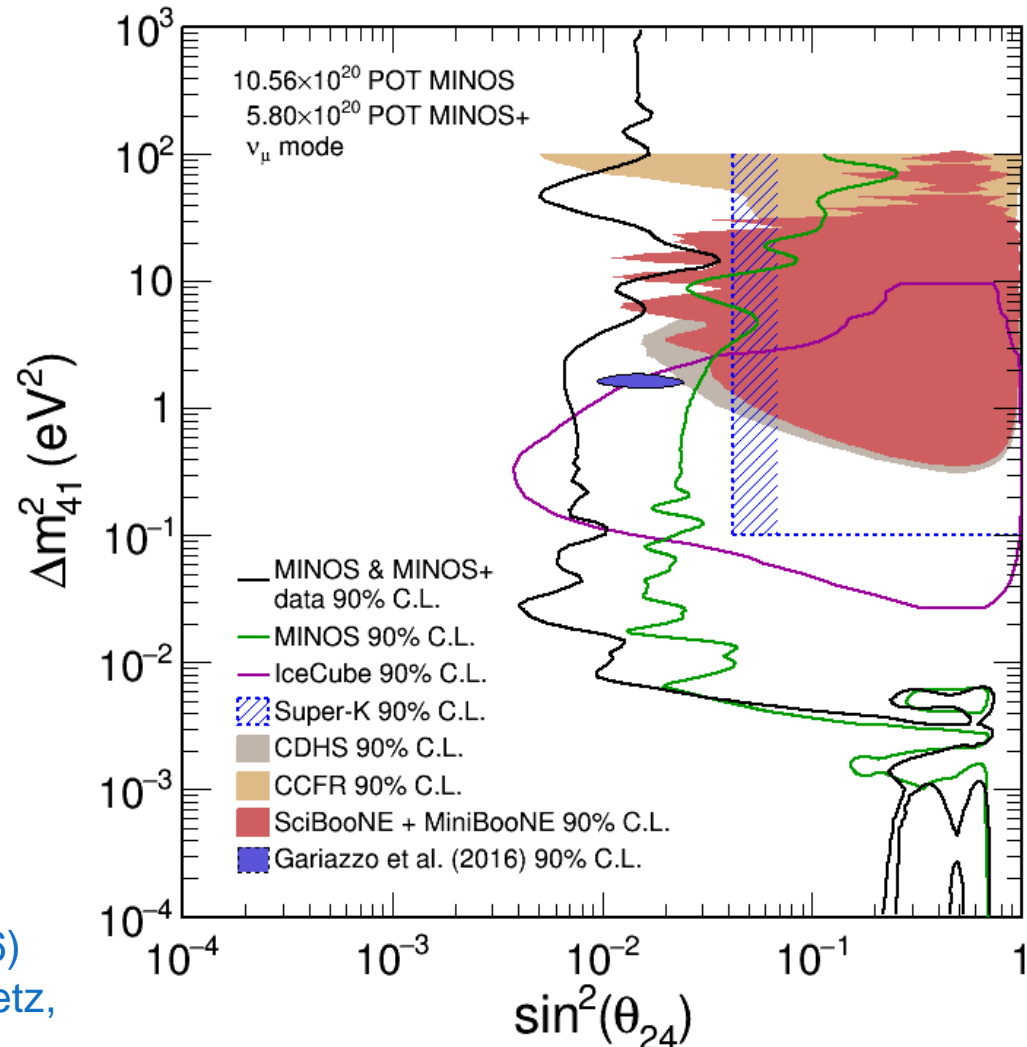 10³
10²
10
1
10⁻¹
10⁻²
10⁻³
10⁻⁴
Δm²₄₁ (eV²)
10.56×10²⁰ POT MINOS
5.80×10²⁰ POT MINOS+
νμ mode
MINOS & MINOS+
data 90% C.L.
MINOS 90% C.L.
IceCube 90% C.L.
Super-K 90% C.L.
CDHS 90% C.L.
CCFR 90% C.L.
SciBooNE + MiniBooNE 90% C.L.
Gariazzo et al. (2016) 90% C.L.
10⁻⁴ 10⁻³ 10⁻² 10⁻¹ 1
sin²(θ₂₄)
6)
etz,